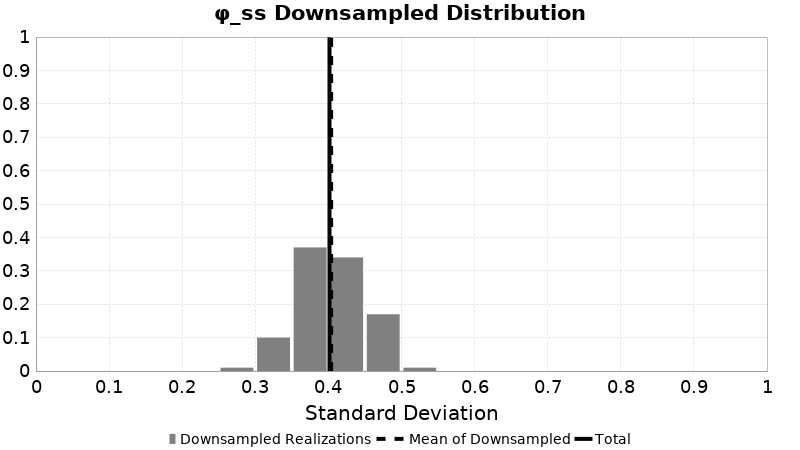 φ_ss Downsampled Distribution
1
0.9
0.8
0.7
0.6
0.5
0.4
0.3
0.2
0.1
0
0 0.1 0.2 0.3 0.4 0.5 0.6 0.7 0.8 0.9 1
Standard Deviation
Downsampled Realizations Mean of Downsampled Total